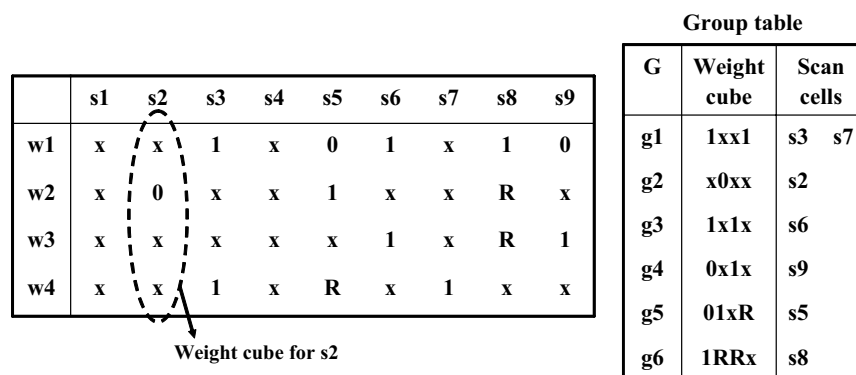 Group table
s1 s2 s3 s4 s5 s6 s7 s8 s9
w1 x x 1 x 0 1 x 1 0
w2 x 0 x x 1 x x R x
w3 x x x x x 1 x R 1
w4 x x 1 x R x 1 x x
Weight cube for s2
G Weight cube Scan cells
g1 1xx1 s3 s7
g2 x0xx s2
g3 1x1x s6
g4 0x1x s9
g5 01xR s5
g6 1RRx s8